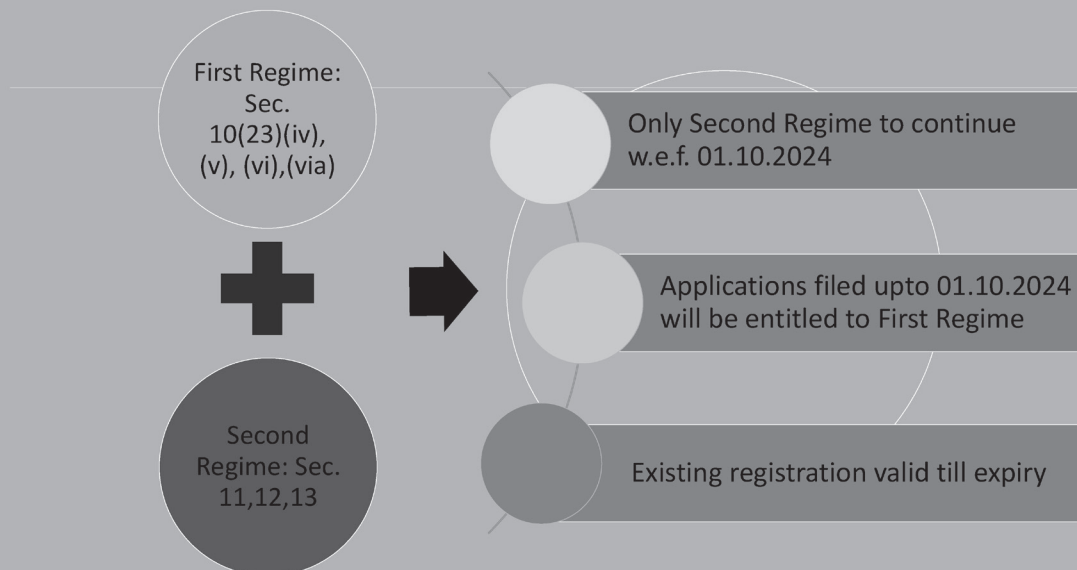 First Regime:
Sec.
10(23)(iv),
(v), (vi),(via)
Second
Regime: Sec.
11,12,13
Only Second Regime to continue
w.e.f. 01.10.2024
Applications filed upto 01.10.2024
will be entitled to First Regime
Existing registration valid till expiry